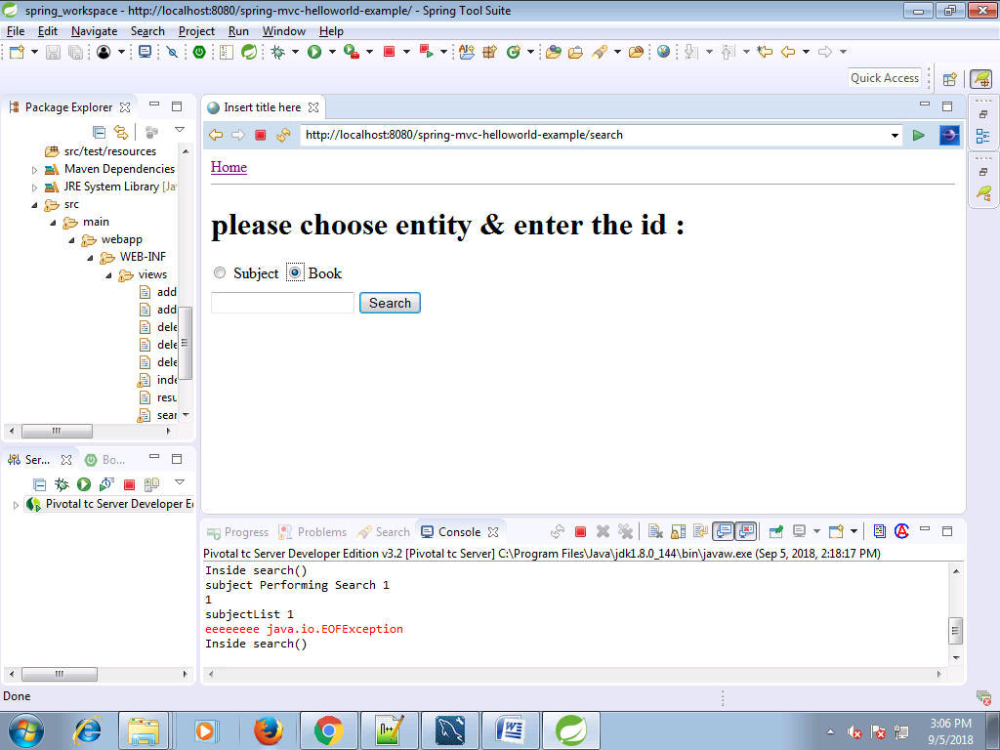 spring_workspace - http://localhost:8080/spring-mvc-helloworld-example/ - Spring Tool Suite
File Edit Navigate Search Project Run Window Help
Quick Access
Package Explorer
src/test/resources
Maven Dependencies
JRE System Library [Ja
src
main
webapp
WEB-INF
views
add
add
dele
dele
dele
inde
resu
sear
Ser... Bo...
Pivotal tc Server Developer E
Insert title here
http://localhost:8080/spring-mvc-helloworld-example/search
Home
please choose entity & enter the id :
Subject Book
Search
Progress Problems Search Console
Pivotal tc Server Developer Edition v3.2 [Pivotal tc Server] C:\Program Files\Java\jdk1.8.0_144\bin\javaw.exe (Sep 5, 2018, 2:18:17 PM)
Inside search()
subject Performing Search 1
1
subjectList 1
eeeeeeee java.io.EOFException
Inside search()
Done
3:06 PM
9/5/2018